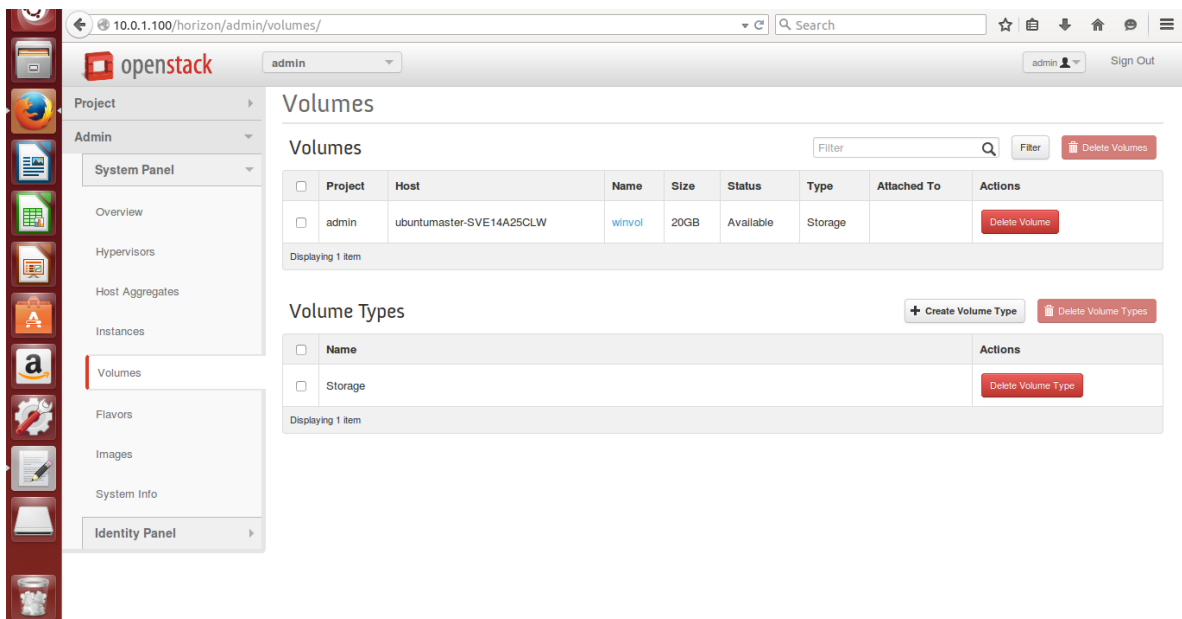 10.0.1.100/horizon/admin/volumes/
Search
openstack
admin
admin
Sign Out
Project
Admin
System Panel
Overview
Hypervisors
Host Aggregates
Instances
Volumes
Flavors
Images
System Info
Identity Panel
Volumes
Volumes
Filter
Filter
Delete Volumes
Project Host Name Size Status Type Attached To Actions
admin ubuntumaster-SVE14A25CLW winvol 20GB Available Storage Delete Volume
Displaying 1 item
Volume Types
+ Create Volume Type
Delete Volume Types
Name Actions
Storage Delete Volume Type
Displaying 1 item
a